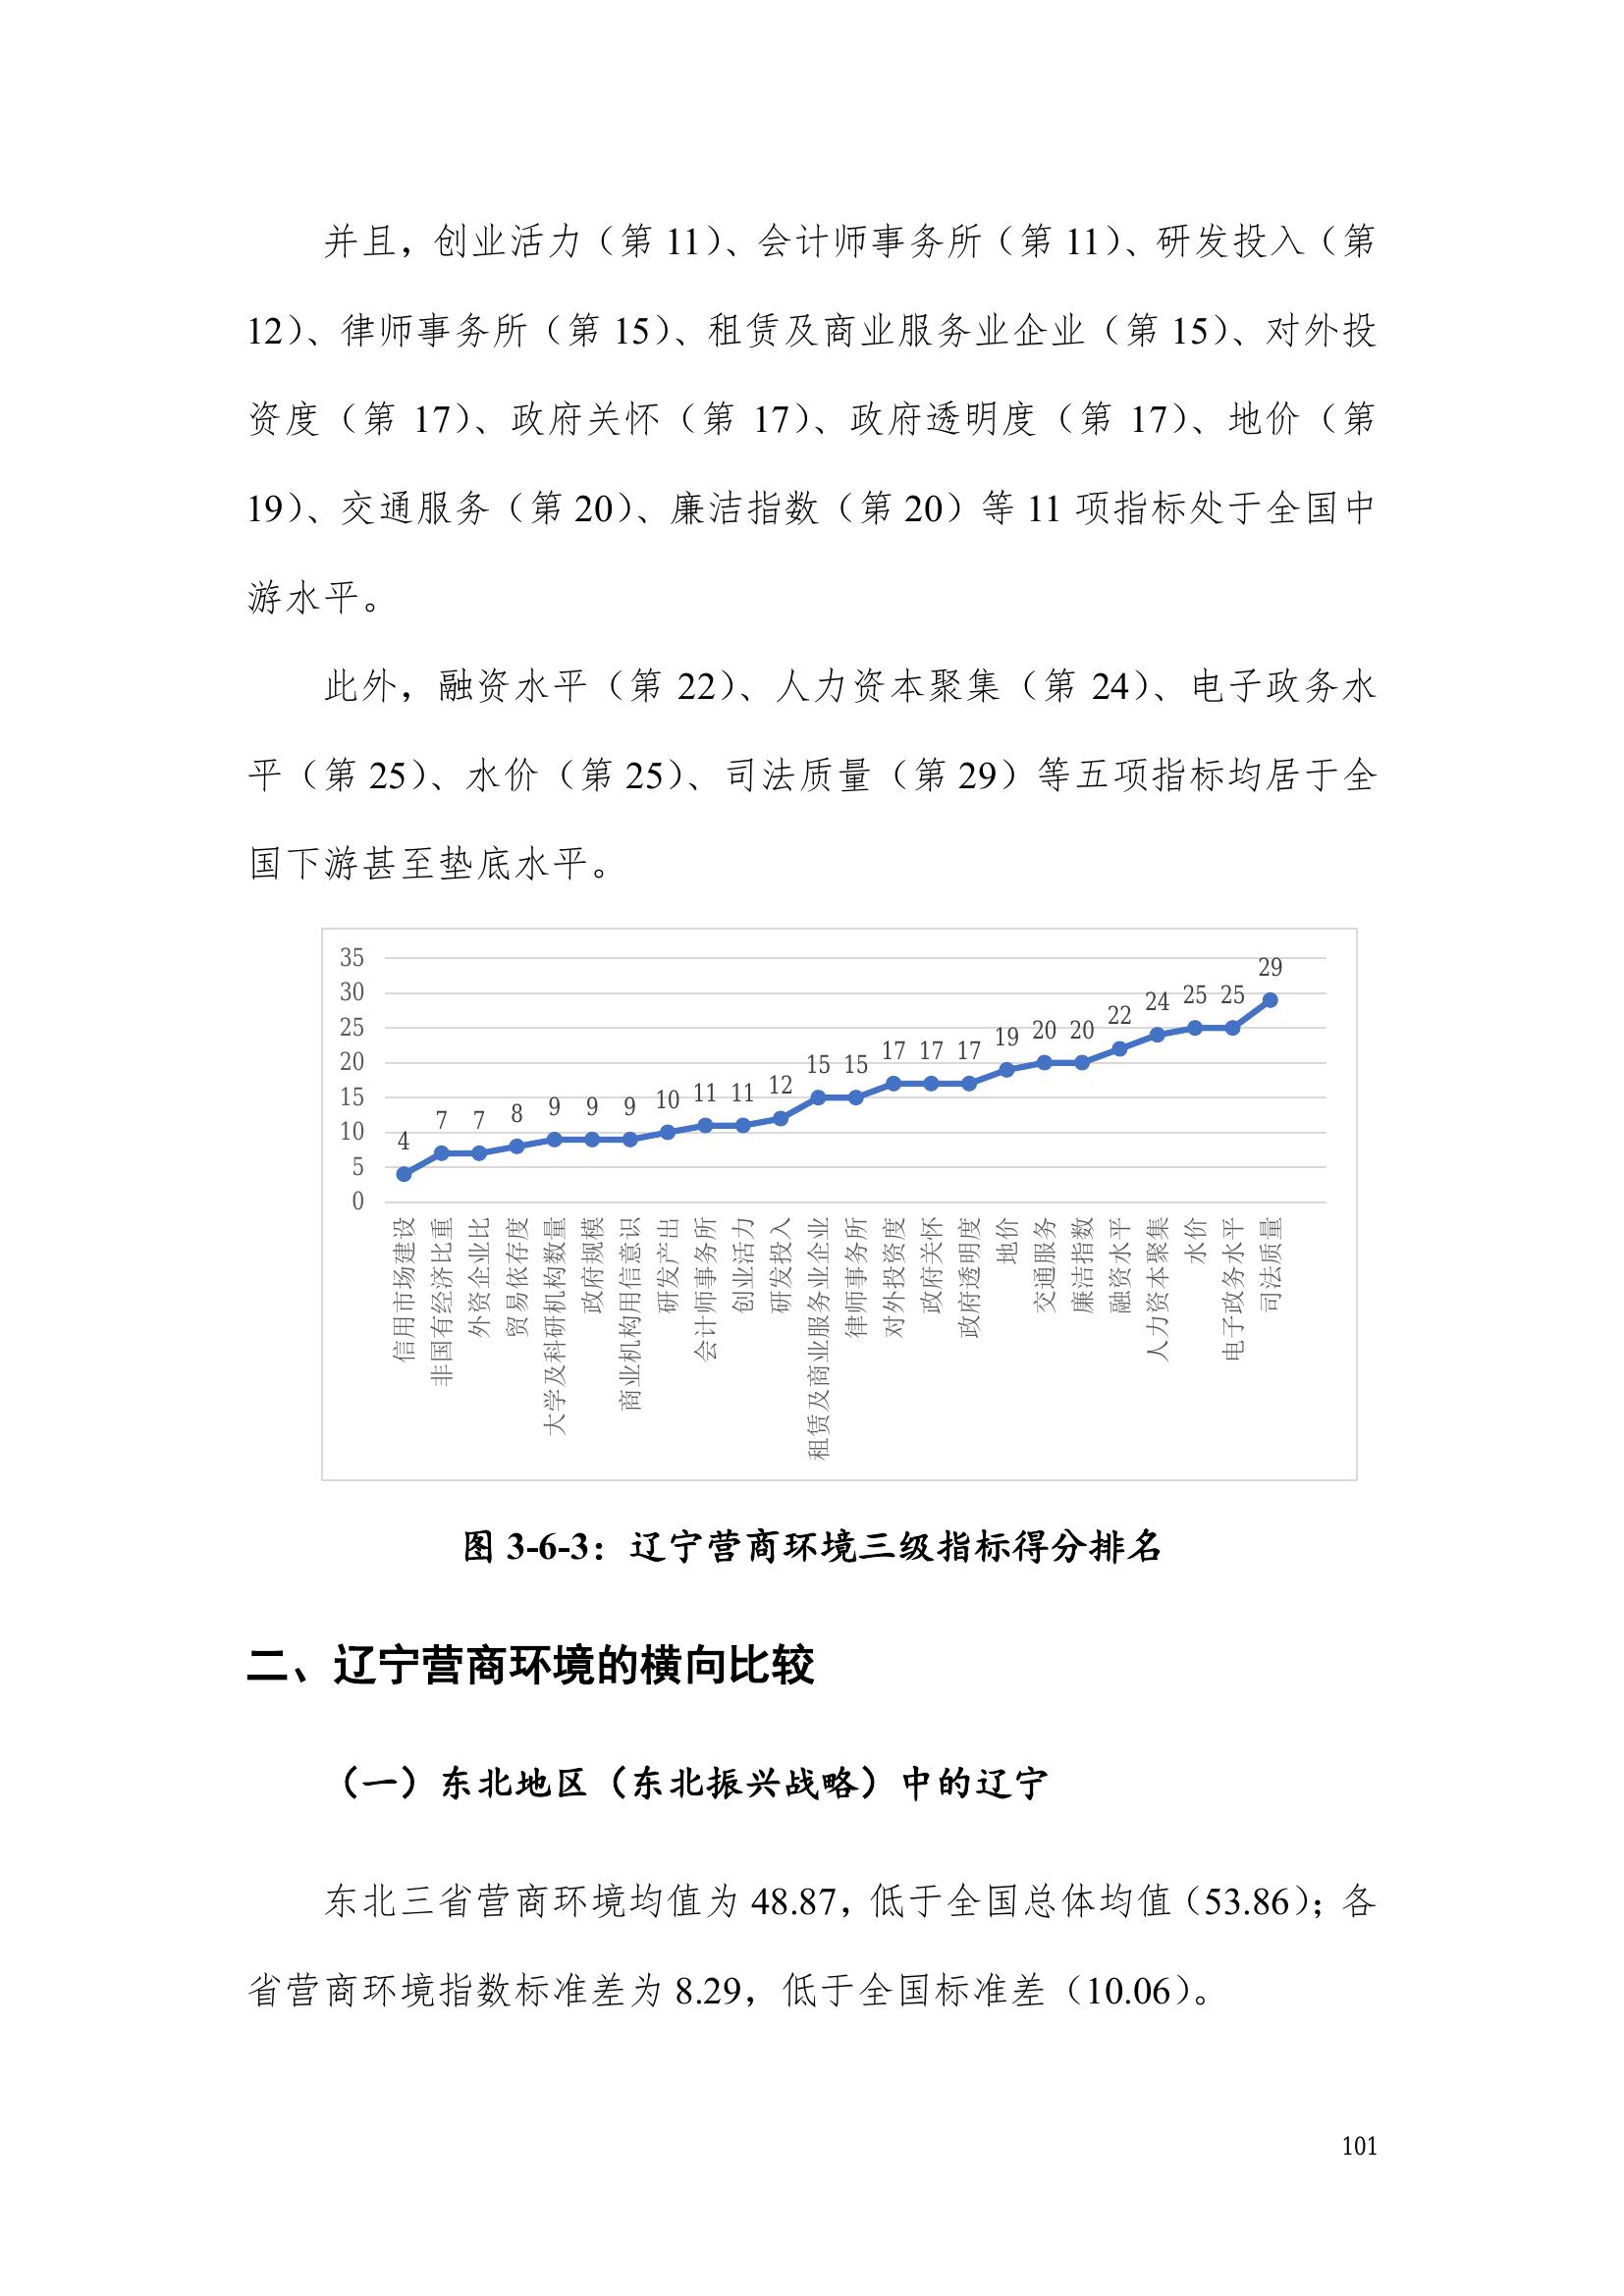 并且，创业活力（第 11）、会计师事务所（第 11）、研发投入（第
12）、律师事务所（第 15）、租赁及商业服务业企业（第 15）、对外投
资度（第 17）、政府关怀（第 17）、政府透明度（第 17）、地价（第
19）、交通服务（第 20）、廉洁指数（第 20）等 11 项指标处于全国中
游水平。
此外，融资水平（第 22）、人力资本聚集（第 24）、电子政务水
平（第 25）、水价（第 25）、司法质量（第 29）等五项指标均居于全
国下游甚至垫底水平。
35
30
25
20
15
10
5
0
4
7
7
8
9
9
9
10
11
11
12
15
15
17
17
17
19
20
20
22
24
25
25
29
信用市场建设
非国有经济比重
外资企业比
贸易依存度
大学及科研机构数量
政府规模
商业机构用信意识
研发产出
会计师事务所
创业活力
研发投入
租赁及商业服务业企业
律师事务所
对外投资度
政府关怀
政府透明度
地价
交通服务
廉洁指数
融资水平
人力资本聚集
水价
电子政务水平
司法质量
图 3-6-3：辽宁营商环境三级指标得分排名
二、辽宁营商环境的横向比较
（一）东北地区（东北振兴战略）中的辽宁
东北三省营商环境均值为 48.87，低于全国总体均值（53.86）；各
省营商环境指数标准差为 8.29，低于全国标准差（10.06）。
101